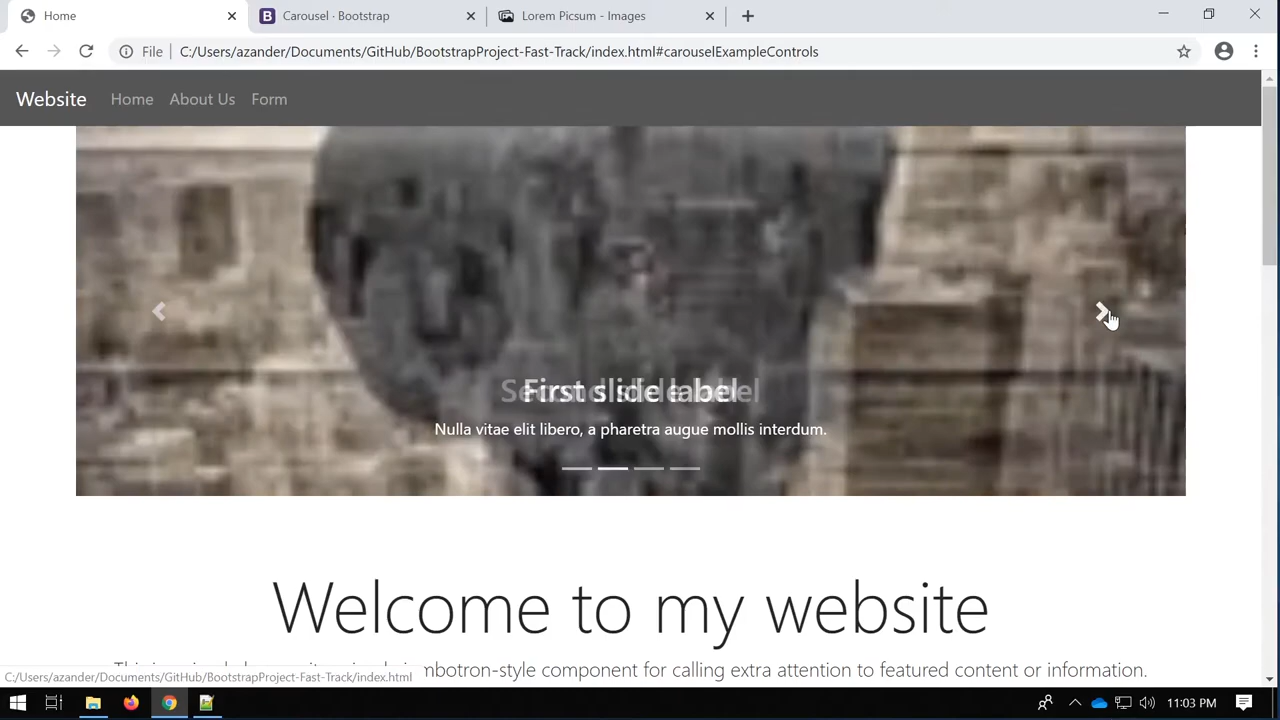 Home
Carousel · Bootstrap
Lorem Picsum - Images
File | C:/Users/azander/Documents/GitHub/BootstrapProject-Fast-Track/index.html#carouselExampleControls
Website Home About Us Form
First slide label
Nulla vitae elit libero, a pharetra augue mollis interdum.
Welcome to my website
mbotron-style component for calling extra attention to featured content or information.
C:/Users/azander/Documents/GitHub/BootstrapProject-Fast-Track/index.html
11:03 PM